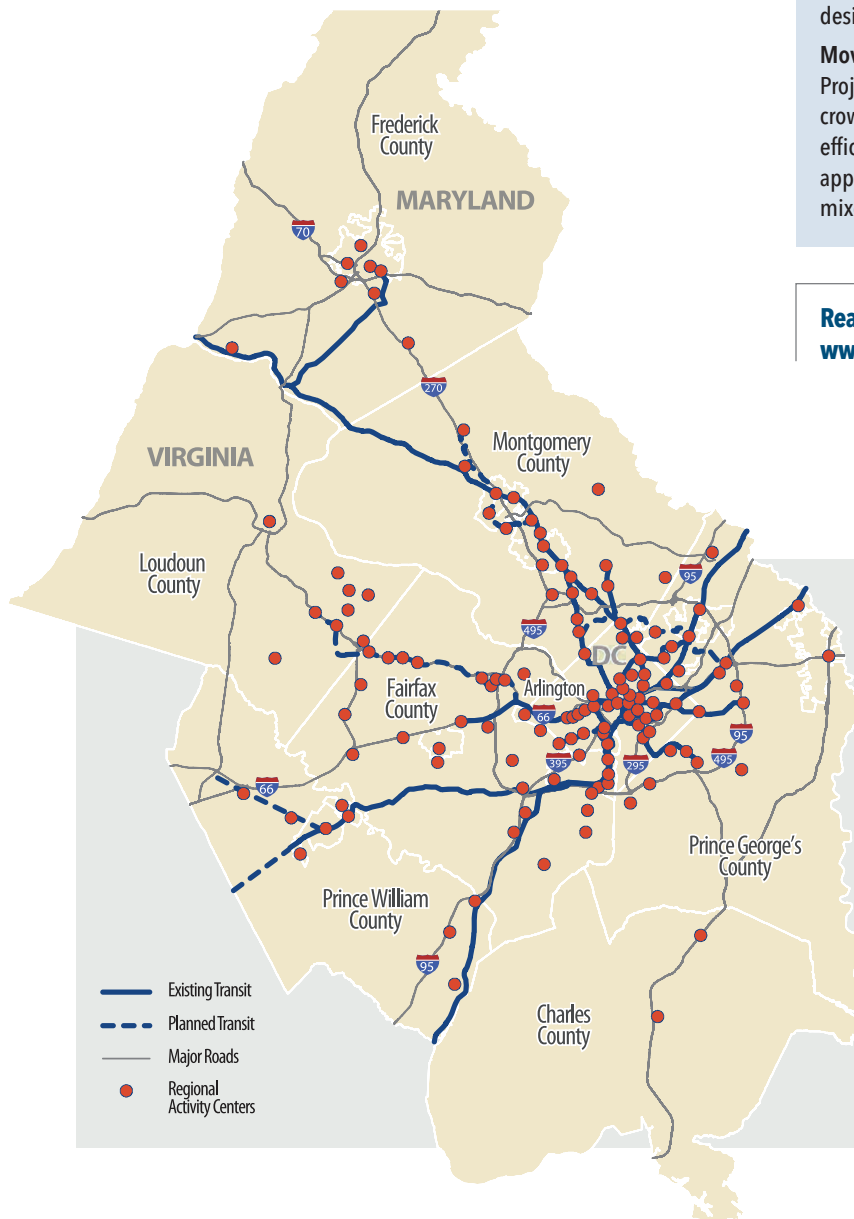 desi
Mov
Proj
crow
effic
app
mix
Rea
ww
Frederick
County
MARYLAND
70
270
Montgomery
County
VIRGINIA
Loudoun
County
95
495
DC
Arlington
Fairfax
County
66
395
295
95
495
66
Prince George's
County
Prince William
County
95
Charles
County
Existing Transit
Planned Transit
Major Roads
Regional
Activity Centers